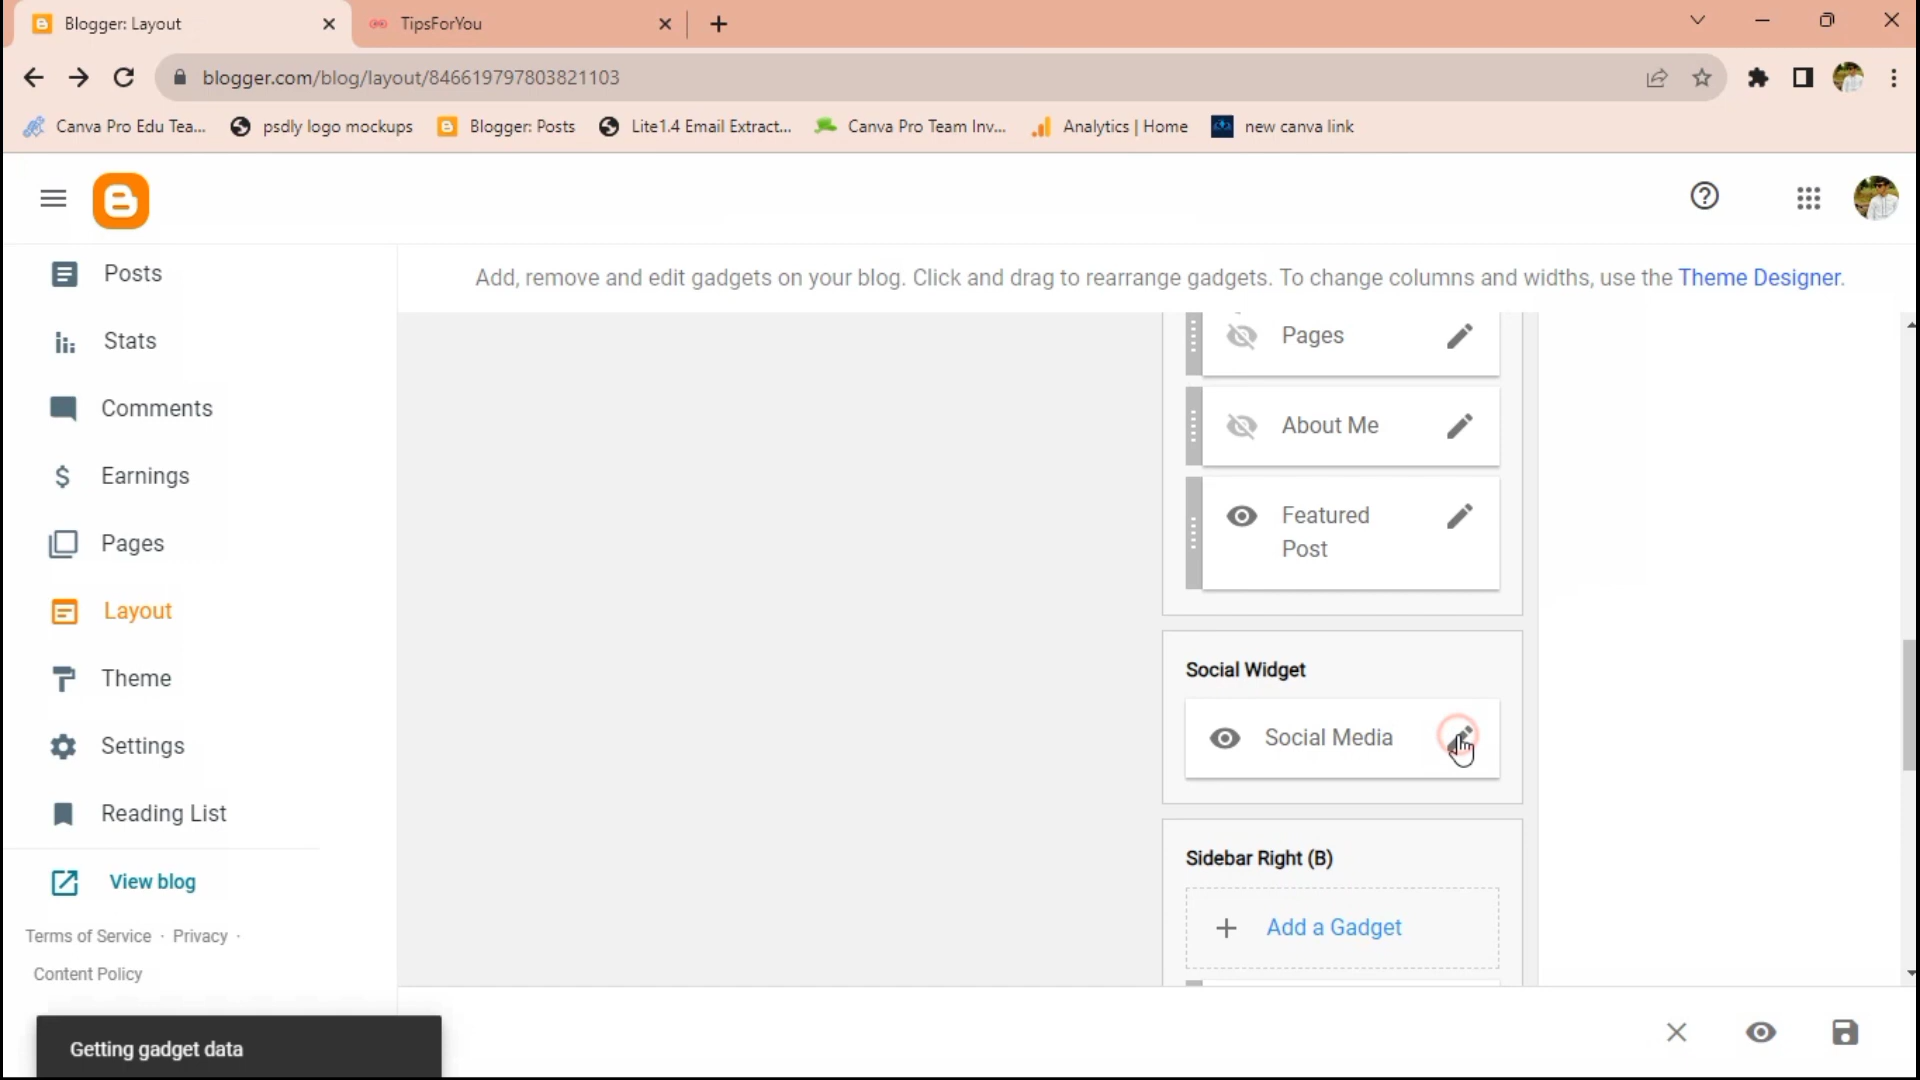 Blogger: Layout
TipsForYou
blogger.com/blog/layout/846619797803821103
Canva Pro Edu Tea...
psdly logo mockups
Blogger: Posts
Lite1.4 Email Extract...
Canva Pro Team Inv...
Analytics | Home
new canva link
Posts
Stats
Comments
Earnings
Pages
Layout
Theme
Settings
Reading List
View blog
Terms of Service · Privacy ·
Content Policy
Getting gadget data
Add, remove and edit gadgets on your blog. Click and drag to rearrange gadgets. To change columns and widths, use the Theme Designer.
Pages
About Me
Featured
Post
Social Widget
Social Media
Sidebar Right (B)
Add a Gadget